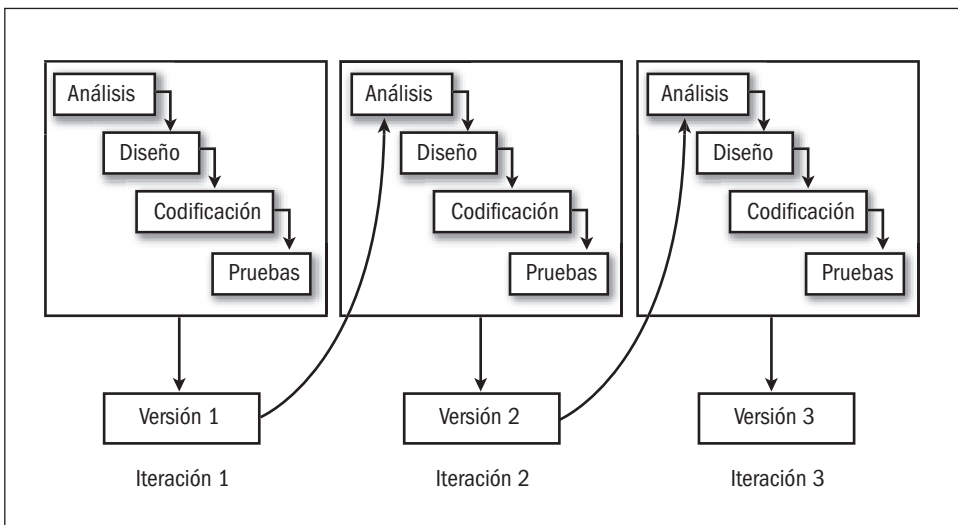 Análisis
Diseño
Codificación
Pruebas
Versión 1
Iteración 1
Análisis
Diseño
Codificación
Pruebas
Versión 2
Iteración 2
Análisis
Diseño
Codificación
Pruebas
Versión 3
Iteración 3